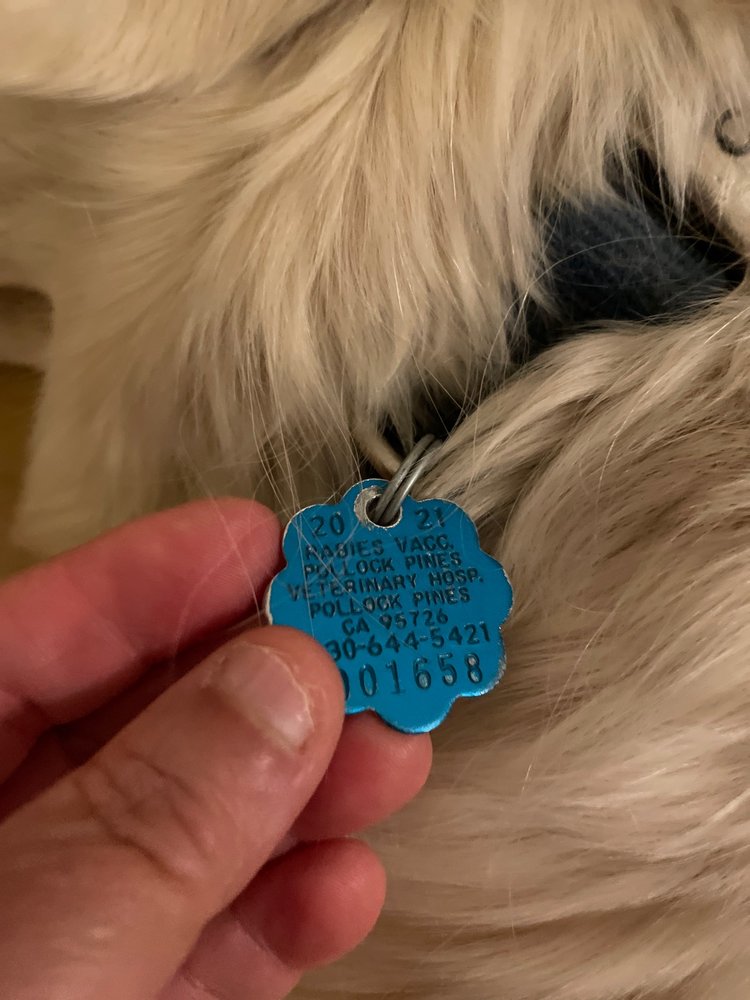 20 21
RABIES VACC.
POLLOCK PINES
VETERINARY HOSP.
POLLOCK PINES
CA 95726
30-644-5421
001658